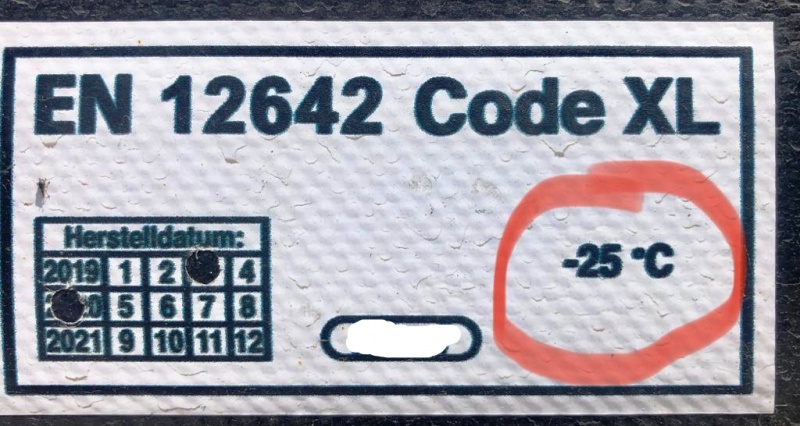 EN 12642 Code XL
Herstelldatum:
2019 1 2 4
5 6 7 8
2021 9 10 11 12
-25 °C